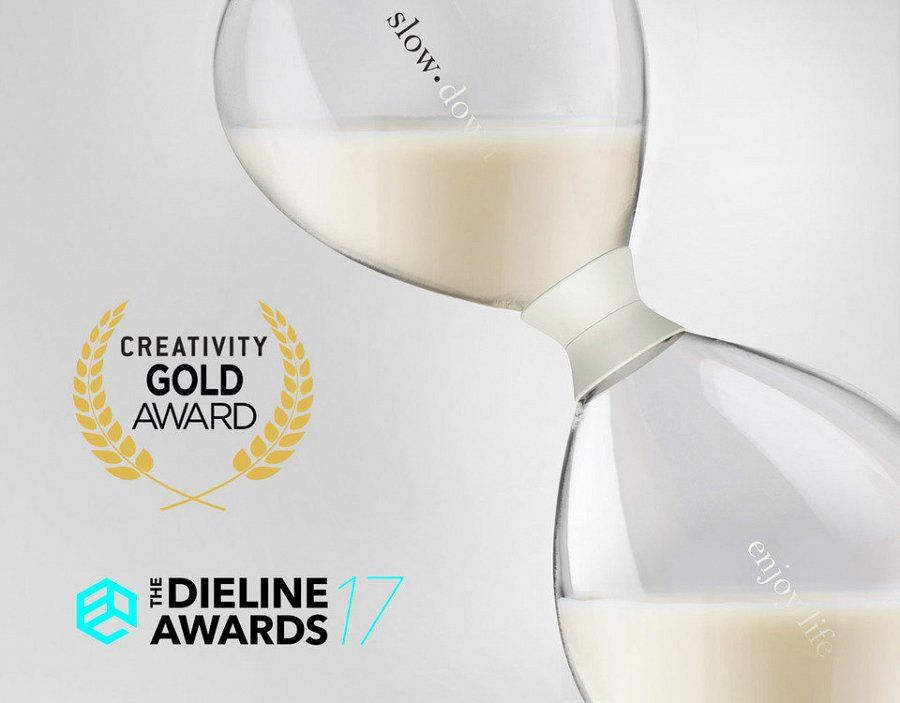 slow.down
CREATIVITY
GOLD
AWARD
enjoy life
THE DIELINE
AWARDS 17